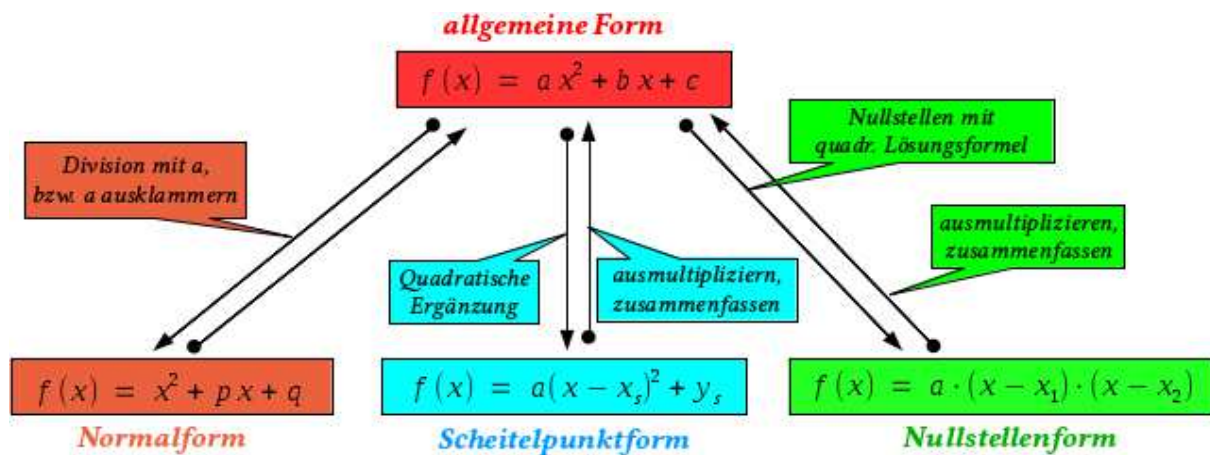 allgemeine Form
f(x) = ax² + bx + c
Division mit a,
bzw. a ausklammern
Nullstellen mit
quadr. Lösungsformel
Quadratische
Ergänzung
ausmultipliziern,
zusammenfassen
ausmultiplizieren,
zusammenfassen
f(x) = x² + px + q
Normalform
f(x) = a(x − xₛ)² + yₛ
Scheitelpunktform
f(x) = a · (x − x₁) · (x − x₂)
Nullstellenform